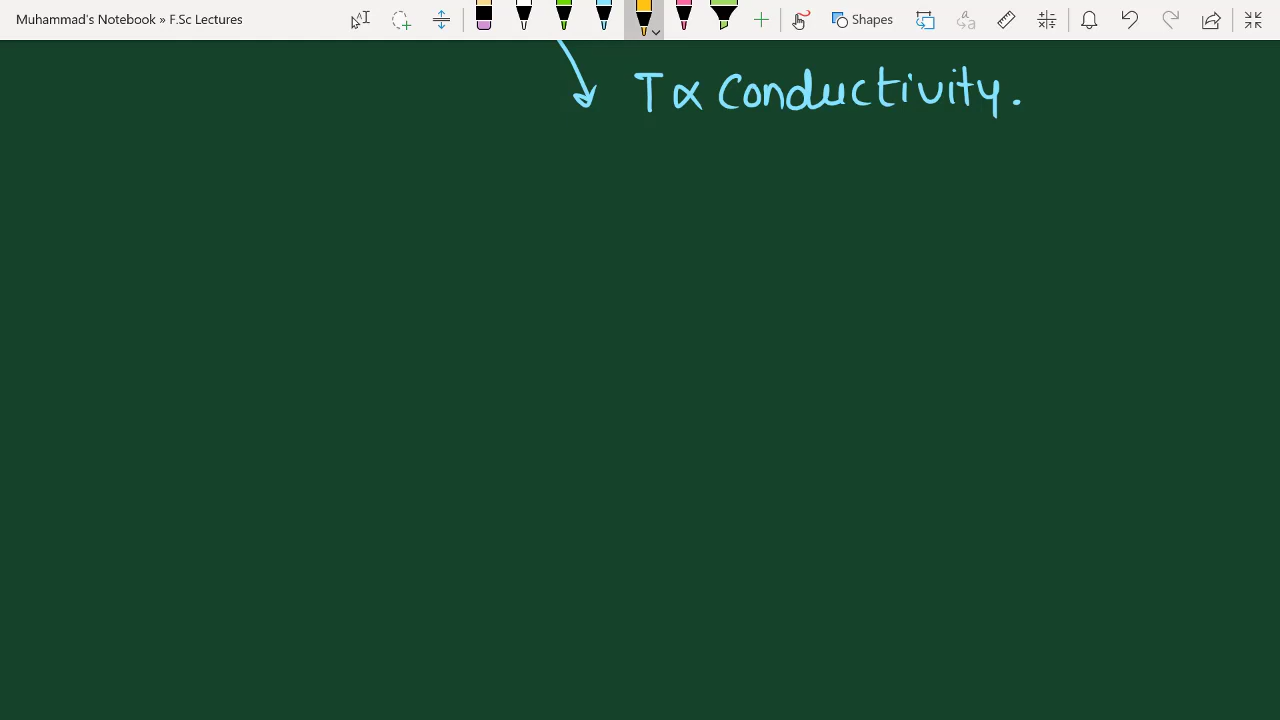 Muhammad's Notebook » F.Sc Lectures
Shapes
T ∝ Conductivity.